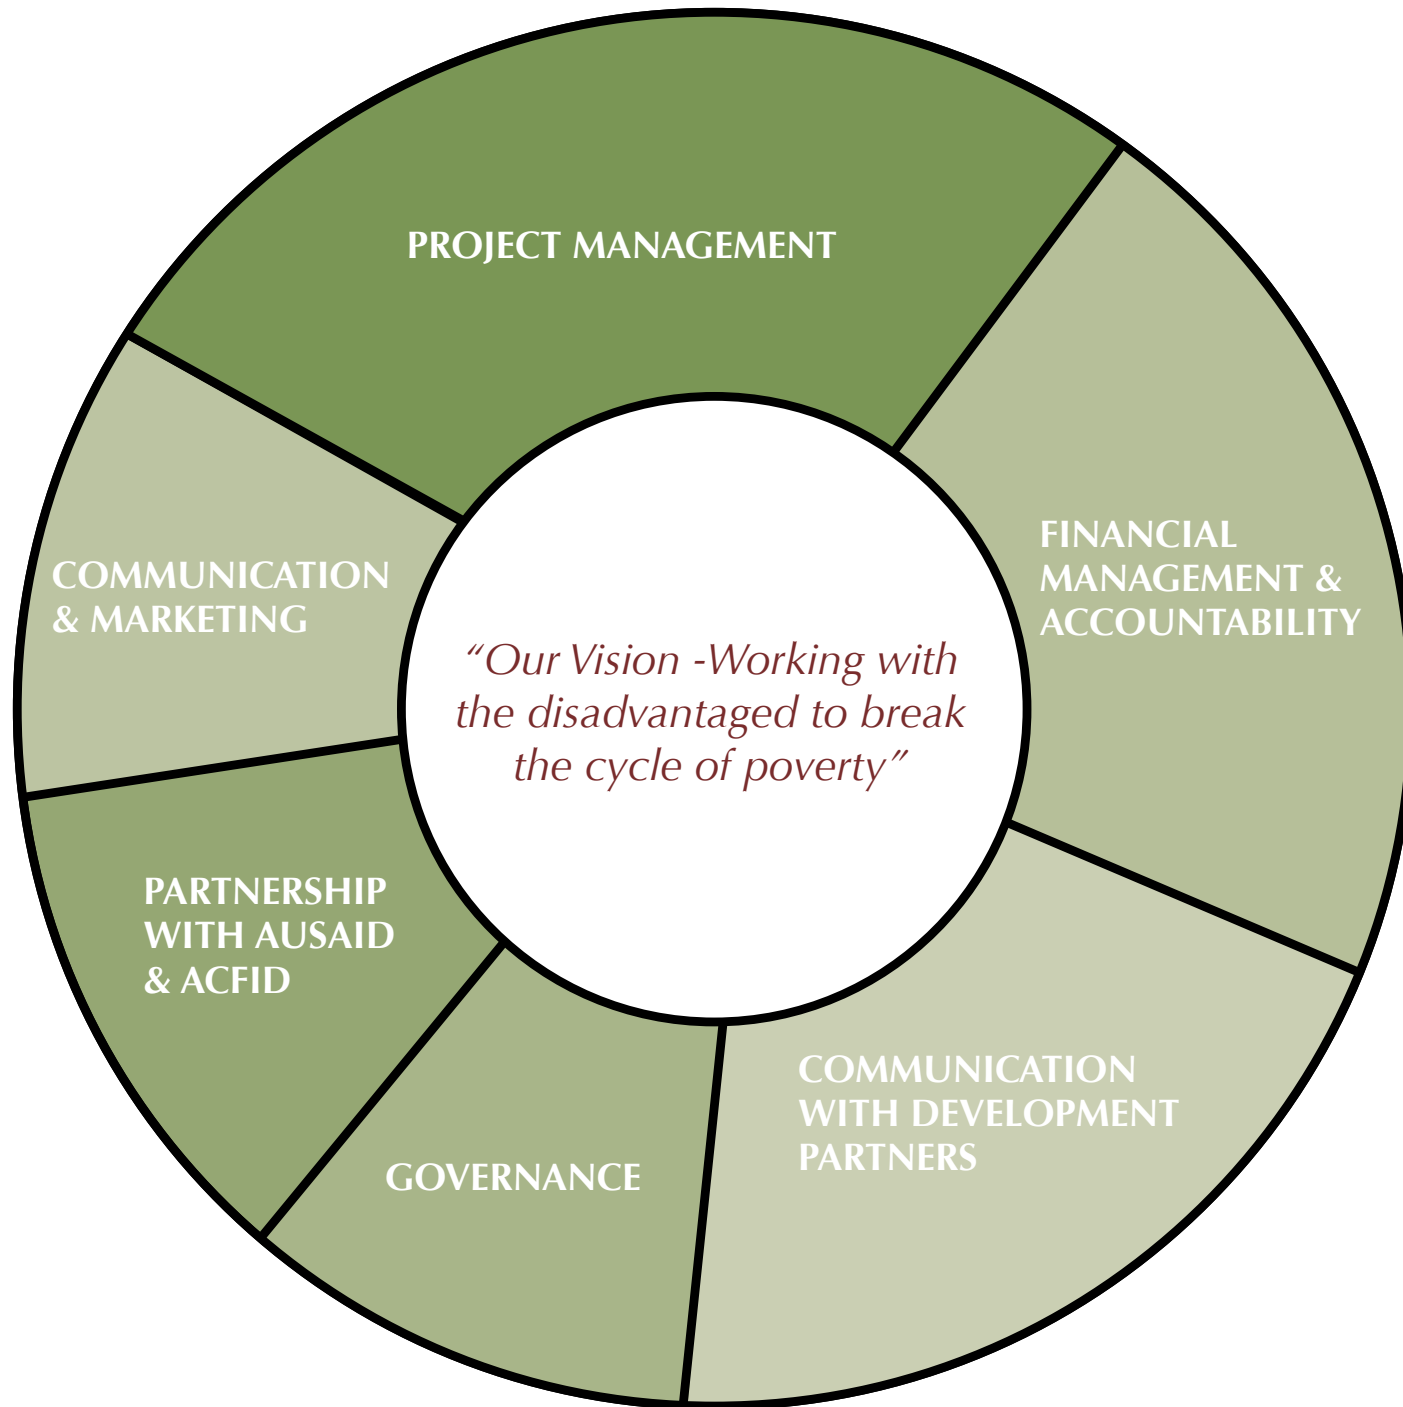 PROJECT MANAGEMENT
FINANCIAL
MANAGEMENT &
ACCOUNTABILITY
COMMUNICATION
& MARKETING
“Our Vision -Working with
the disadvantaged to break
the cycle of poverty”
PARTNERSHIP
WITH AUSAID
& ACFID
COMMUNICATION
WITH DEVELOPMENT
PARTNERS
GOVERNANCE